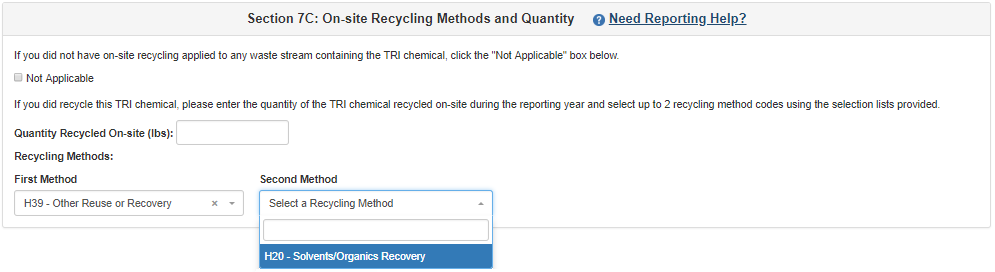 Section 7C: On-site Recycling Methods and Quantity ? Need Reporting Help?
If you did not have on-site recycling applied to any waste stream containing the TRI chemical, click the "Not Applicable" box below.
Not Applicable
If you did recycle this TRI chemical, please enter the quantity of the TRI chemical recycled on-site during the reporting year and select up to 2 recycling method codes using the selection lists provided.
Quantity Recycled On-site (lbs):
Recycling Methods:
First Method Second Method
H39 - Other Reuse or Recovery × Select a Recycling Method
H20 - Solvents/Organics Recovery